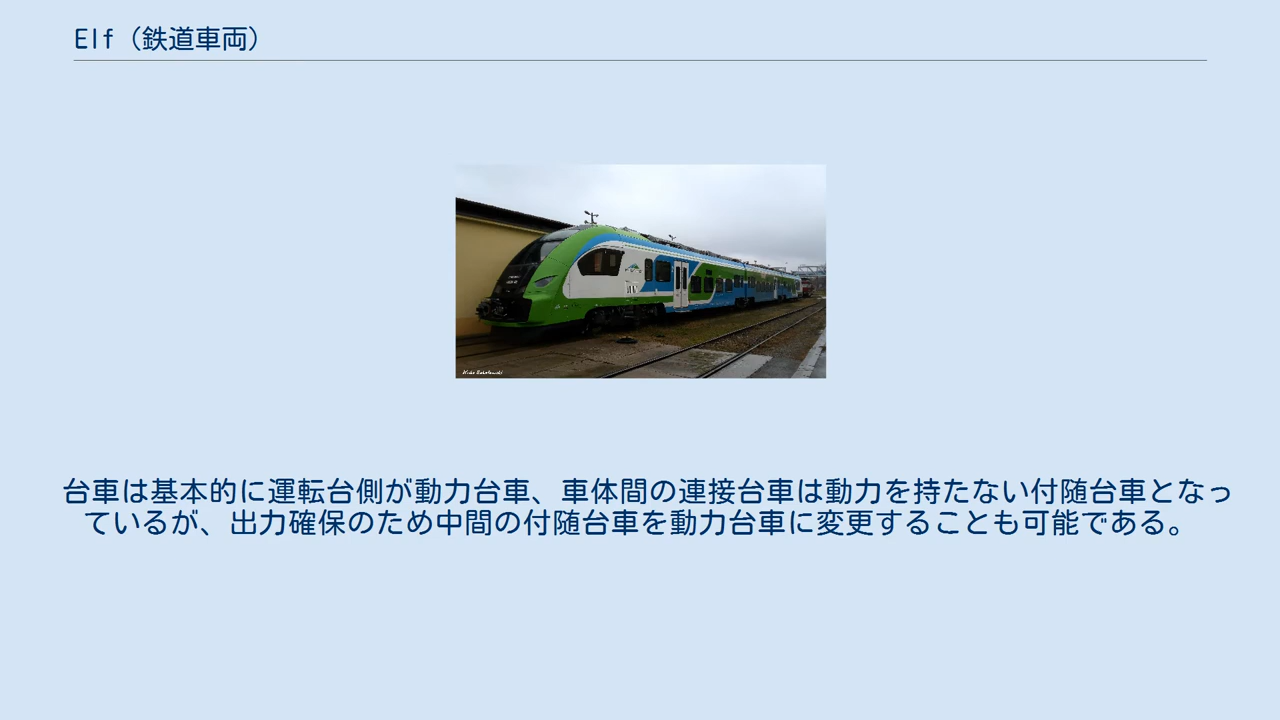 Elf（鉄道車両）
台車は基本的に運転台側が動力台車、車体間の連接台車は動力を持たない付随台車となっ
ているが、出力確保のため中間の付随台車を動力台車に変更することも可能である。